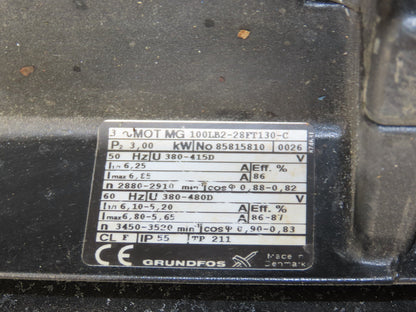 3 ~ MOT MG 100LB2-28FT130-C
P2 3,00 kW No 85815810 0026
50 Hz U 380-415D V
I1/1 6,25 A Eff. %
Imax 6,85 A 86
n 2880-2910 min⁻¹ cos φ 0,88-0,82
60 Hz U 380-480D V
I1/1 6,10-5,20 A Eff. %
Imax 6,80-5,65 A 86-87
n 3450-3520 min⁻¹ cos φ 0,90-0,83
CL F IP 55 TP 211
CE GRUNDFOS Made in Denmark